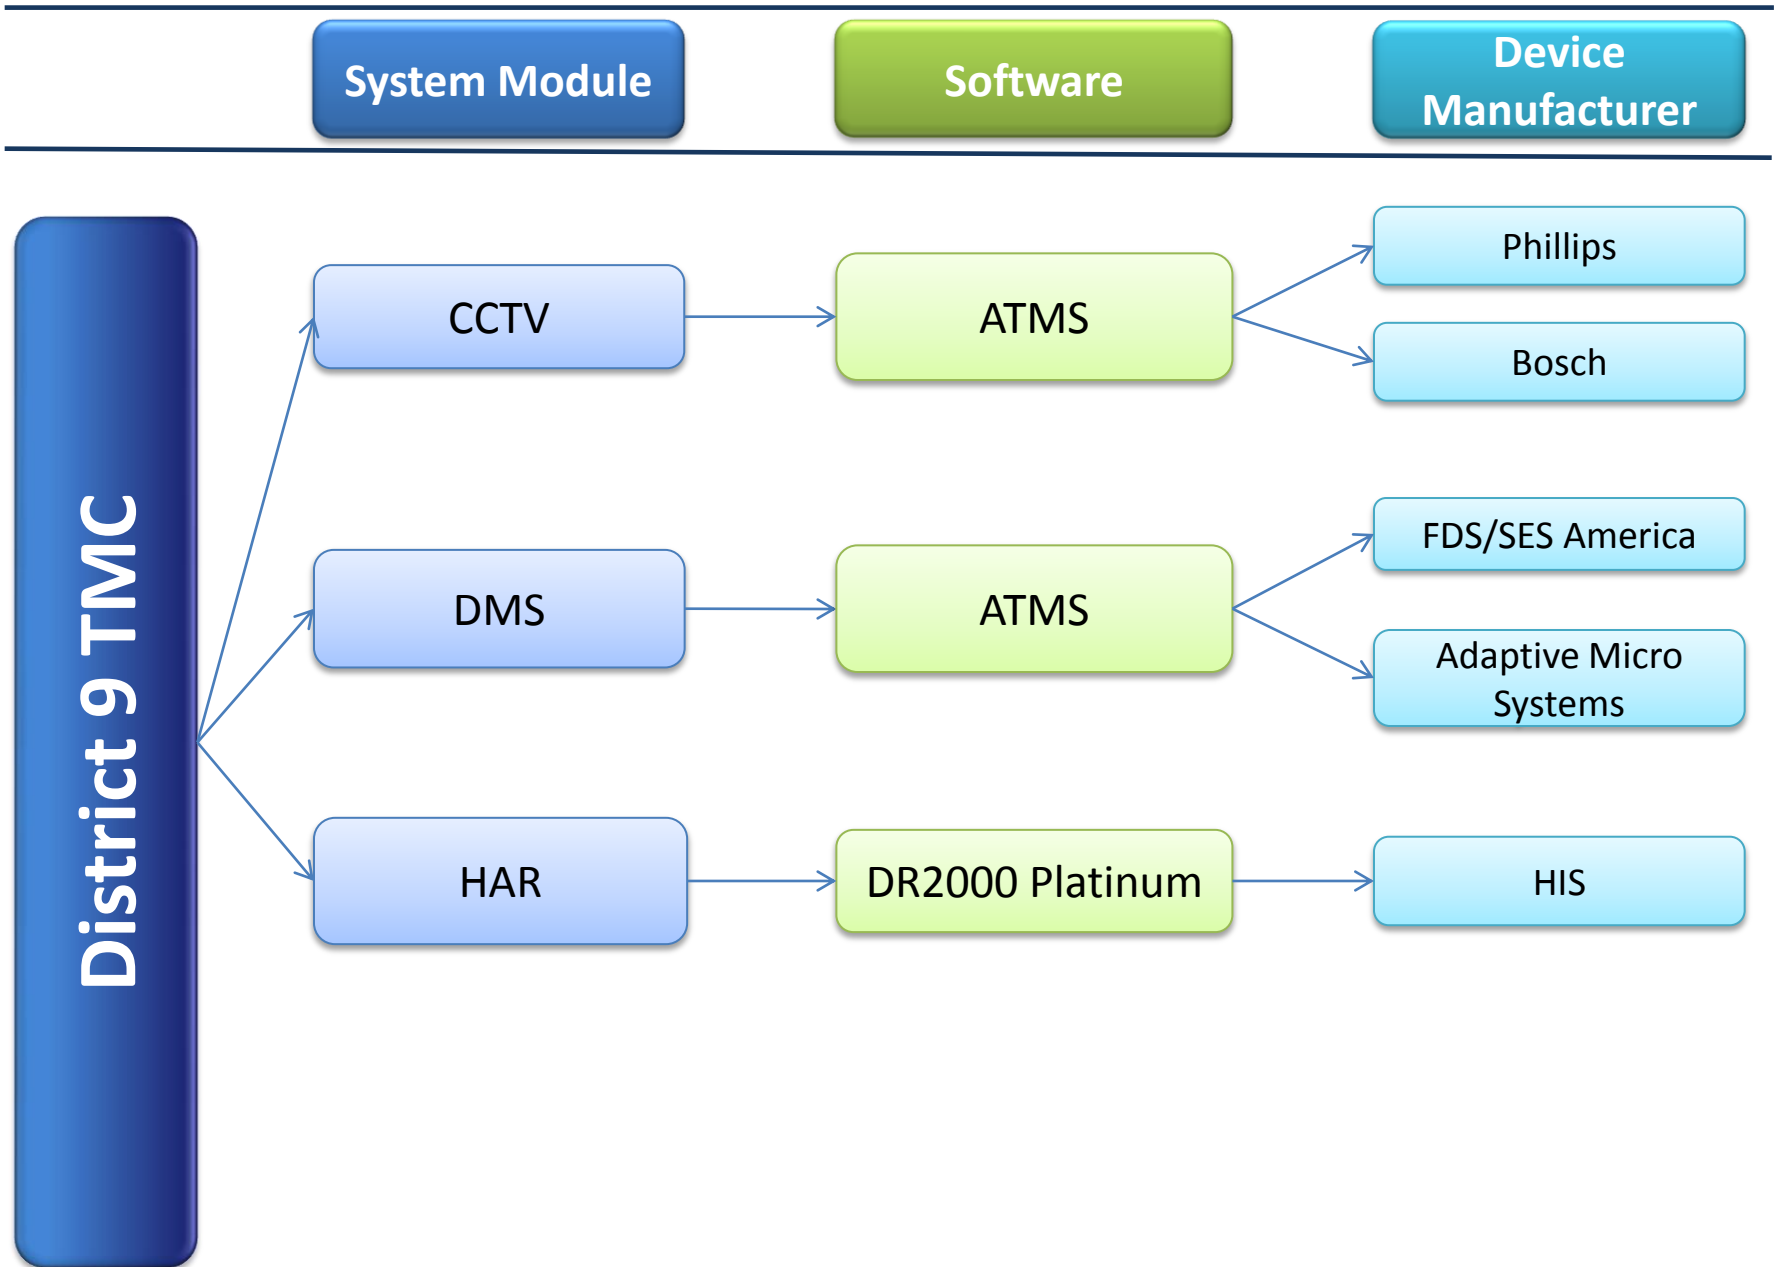 System Module
Software
Device
Manufacturer
District 9 TMC
CCTV
ATMS
Phillips
Bosch
DMS
ATMS
FDS/SES America
Adaptive Micro
Systems
HAR
DR2000 Platinum
HIS